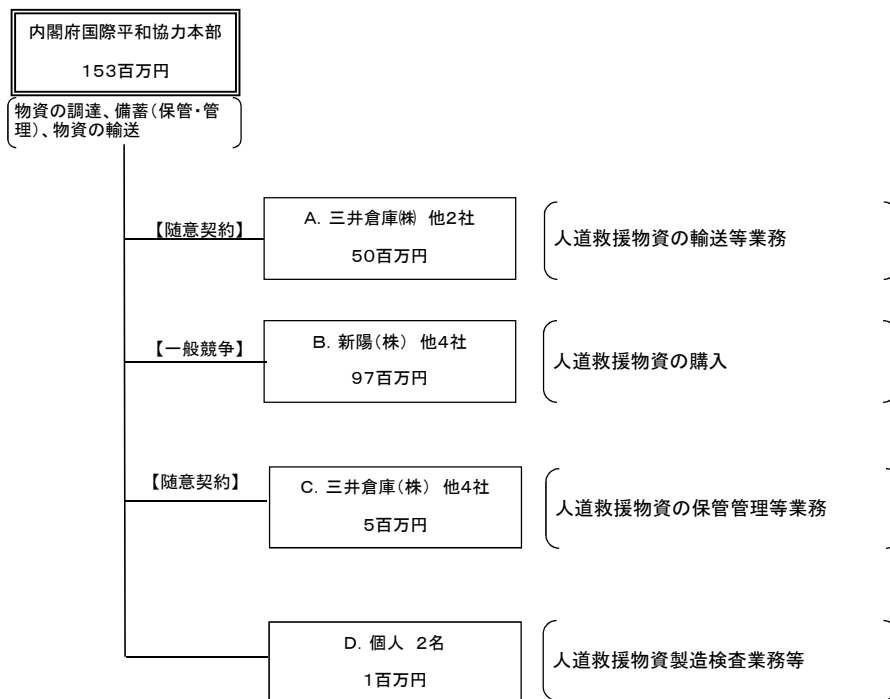 内閣府国際平和協力本部
153百万円
物資の調達、備蓄（保管・管
理）、物資の輸送
【随意契約】
A．三井倉庫㈱ 他2社
50百万円
人道救援物資の輸送等業務
【一般競争】
B．新陽（株） 他4社
97百万円
人道救援物資の購入
【随意契約】
C．三井倉庫（株） 他4社
5百万円
人道救援物資の保管管理等業務
D．個人 2名
1百万円
人道救援物資製造検査業務等